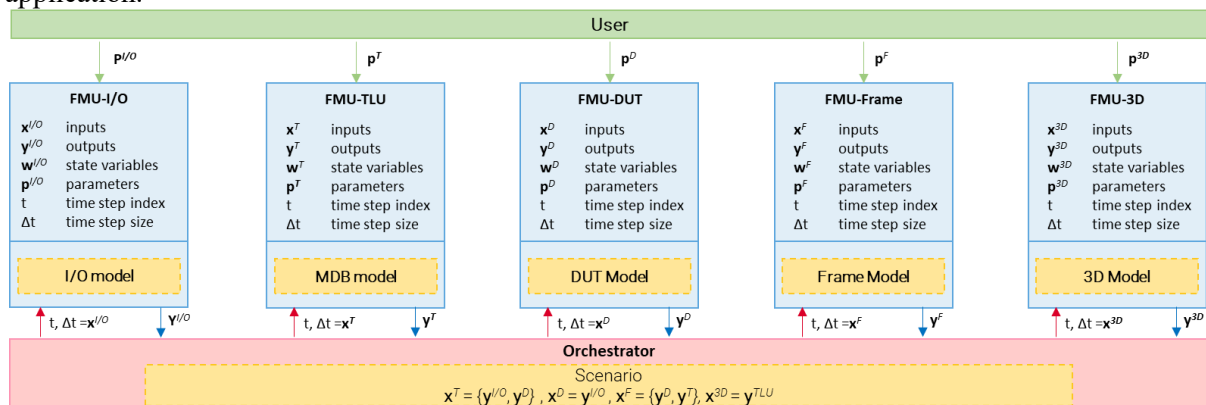 application.
User
P^I/O p^T p^D p^F p^3D
FMU-I/O
x^I/O inputs
y^I/O outputs
w^I/O state variables
p^I/O parameters
t time step index
Δt time step size
I/O model
FMU-TLU
x^T inputs
y^T outputs
w^T state variables
p^T parameters
t time step index
Δt time step size
MDB model
FMU-DUT
x^D inputs
y^D outputs
w^D state variables
p^D parameters
t time step index
Δt time step size
DUT Model
FMU-Frame
x^F inputs
y^F outputs
w^F state variables
p^F parameters
t time step index
Δt time step size
Frame Model
FMU-3D
x^3D inputs
y^3D outputs
w^3D state variables
p^3D parameters
t time step index
Δt time step size
3D Model
t, Δt =x^I/O Y^I/O t, Δt =x^T y^T t, Δt =x^D y^D t, Δt =x^F y^F t, Δt =x^3D y^3D
Orchestrator
Scenario
x^T = {y^I/O, y^D} , x^D = y^I/O , x^F = {y^D, y^T}, x^3D = y^TLU